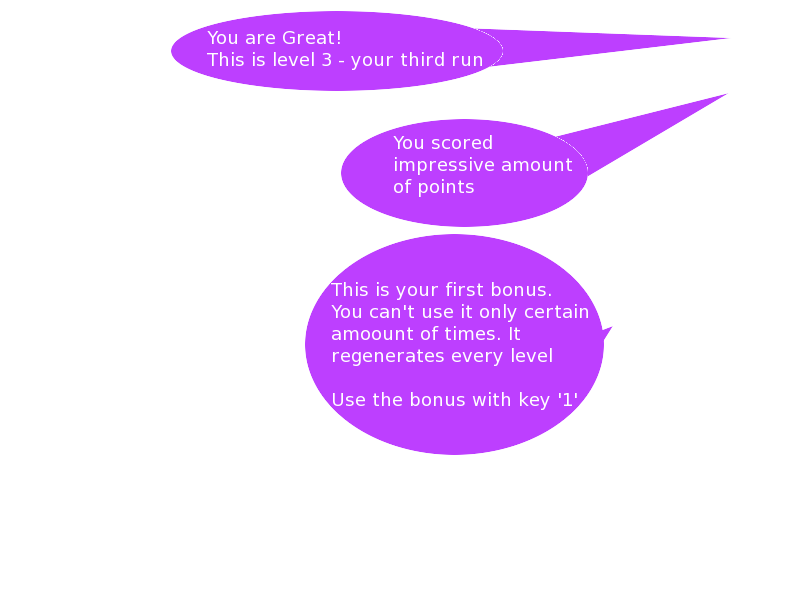 You are Great!
This is level 3 - your third run
You scored
impressive amount
of points
This is your first bonus.
You can't use it only certain
amoount of times. It
regenerates every level
Use the bonus with key '1'